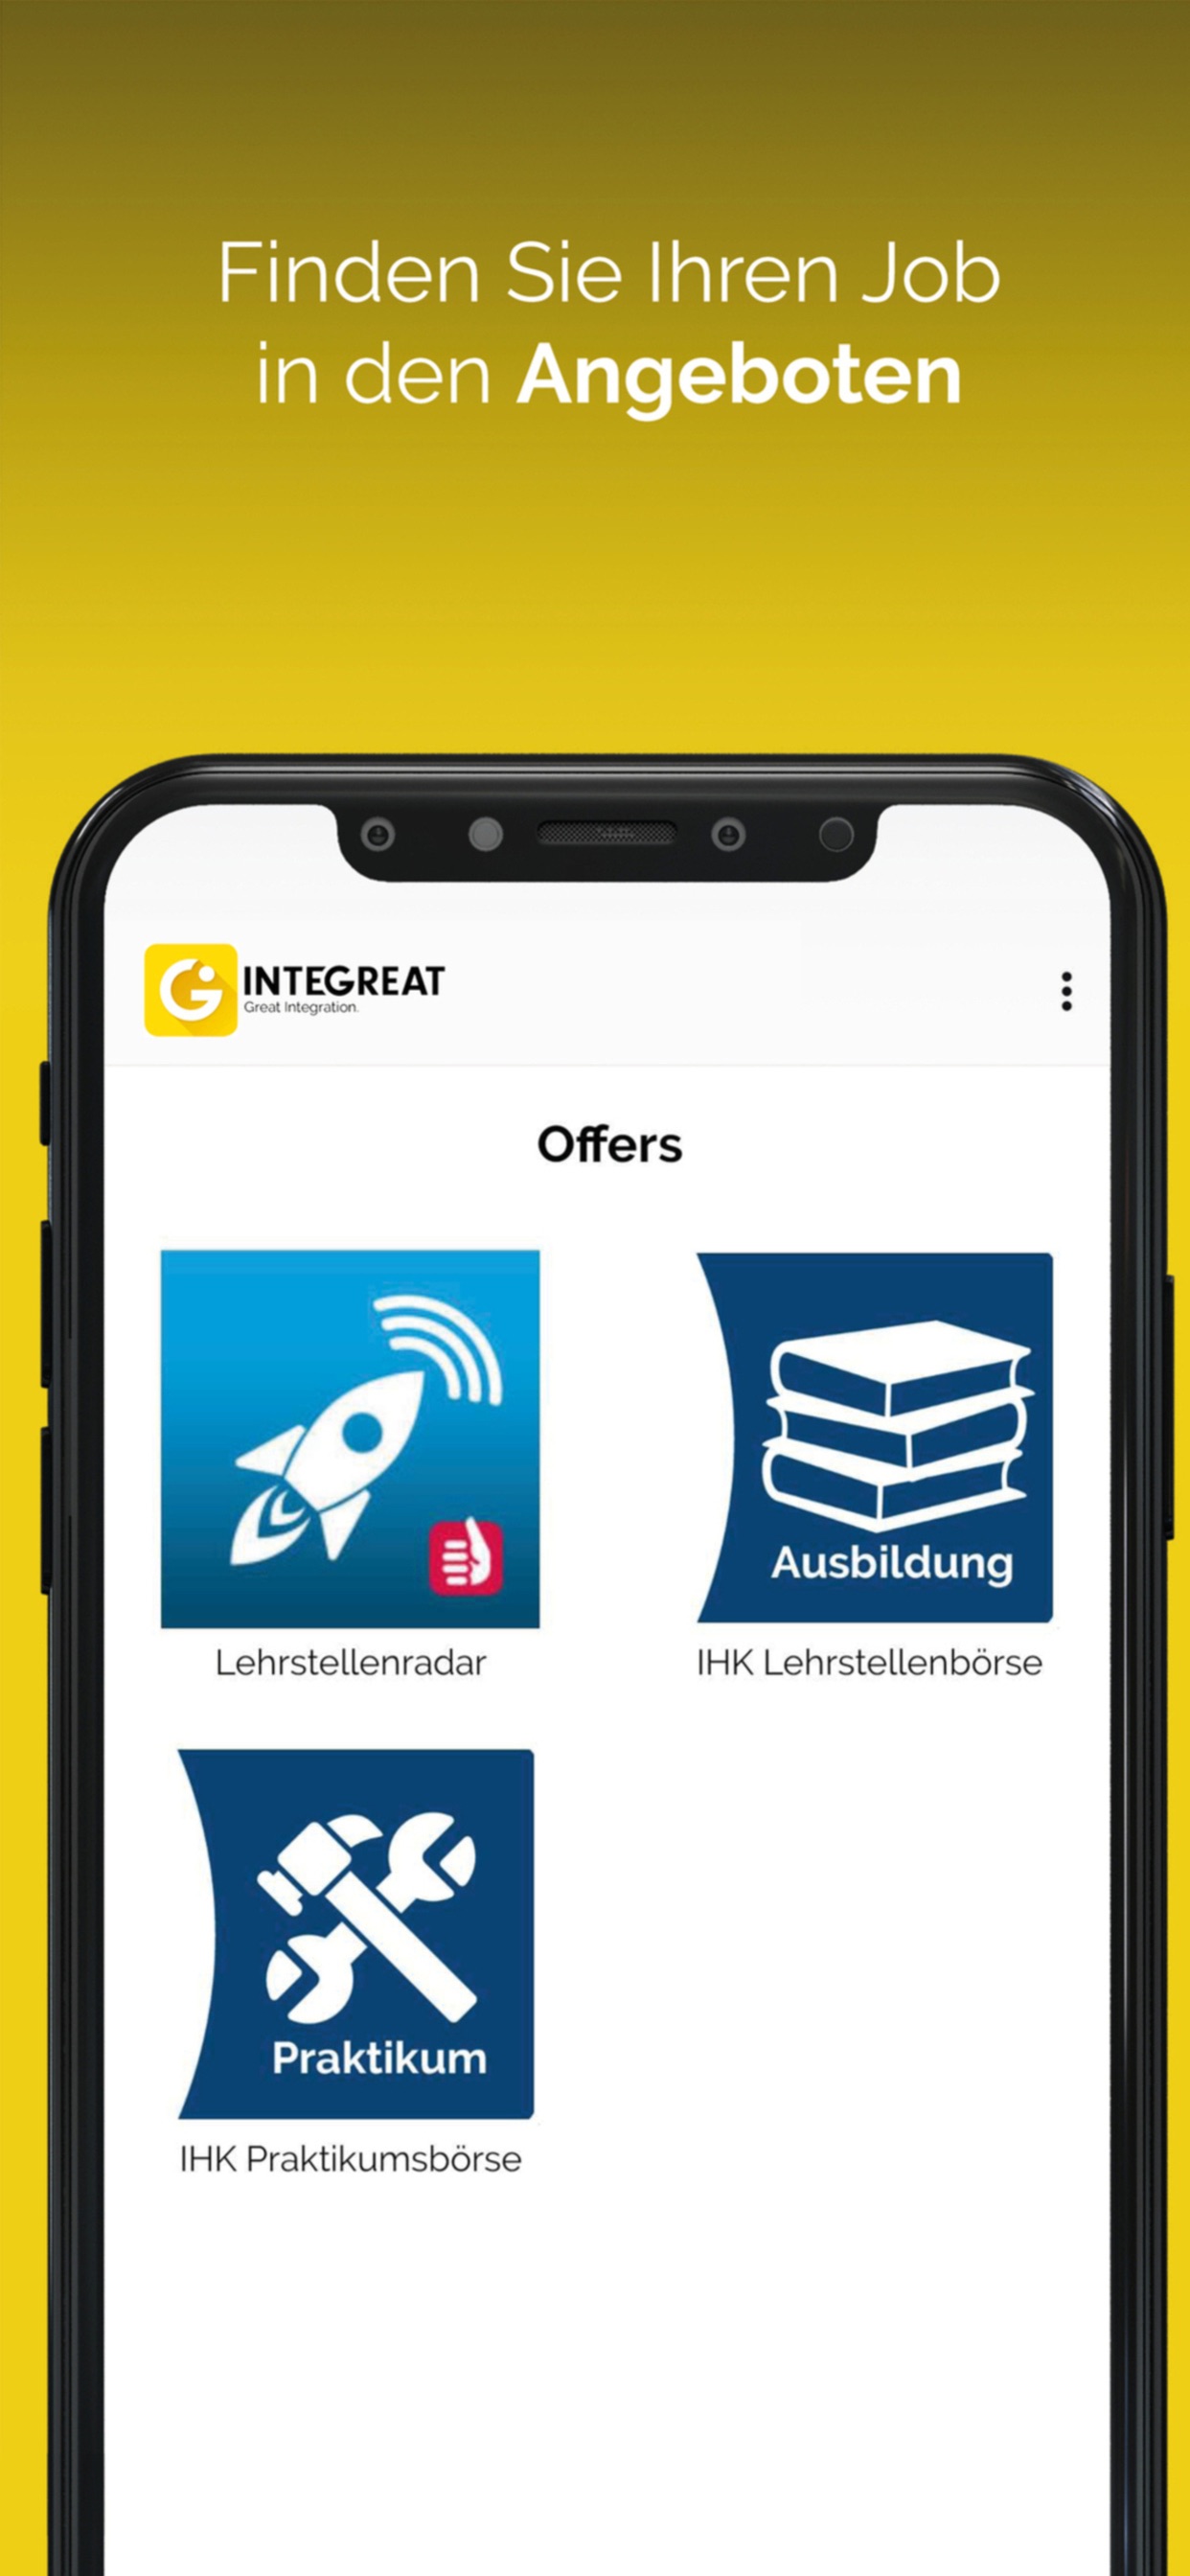 Finden Sie Ihren Job
in den Angeboten
INTEGREAT
Great Integration.
Offers
Ausbildung
Lehrstellenradar
IHK Lehrstellenbörse
Praktikum
IHK Praktikumsbörse